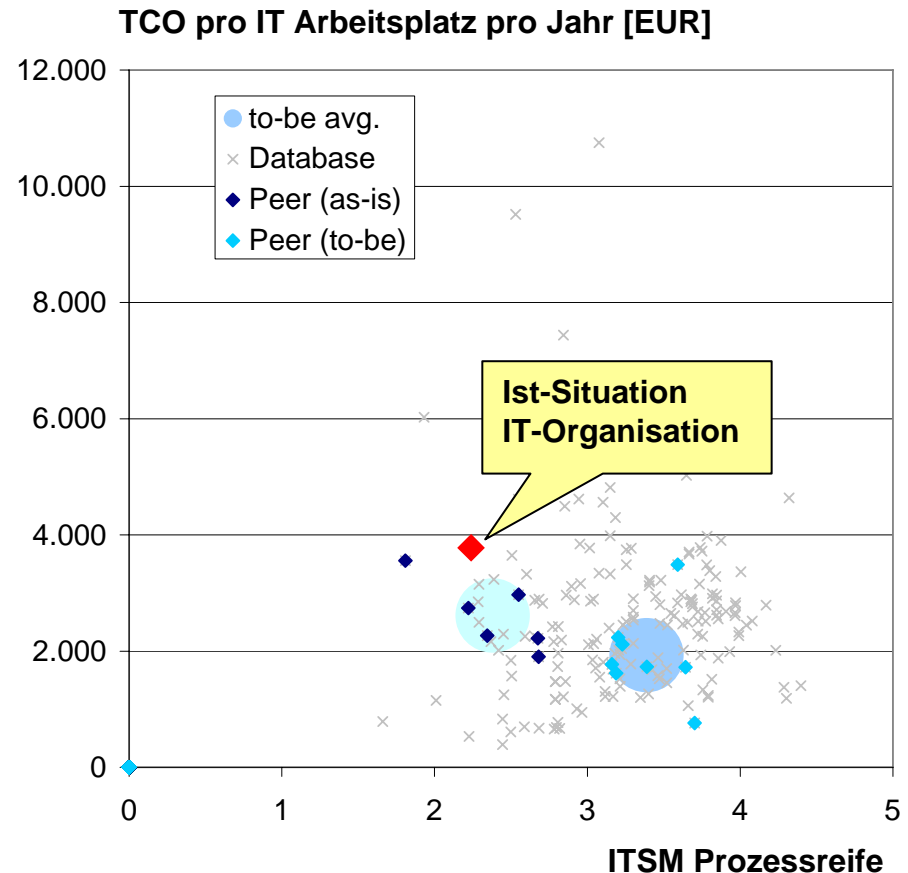 TCO pro IT Arbeitsplatz pro Jahr [EUR]
12.000
10.000
8.000
6.000
4.000
2.000
0
to-be avg.
Database
Peer (as-is)
Peer (to-be)
Ist-Situation
IT-Organisation
0 1 2 3 4 5
ITSM Prozessreife